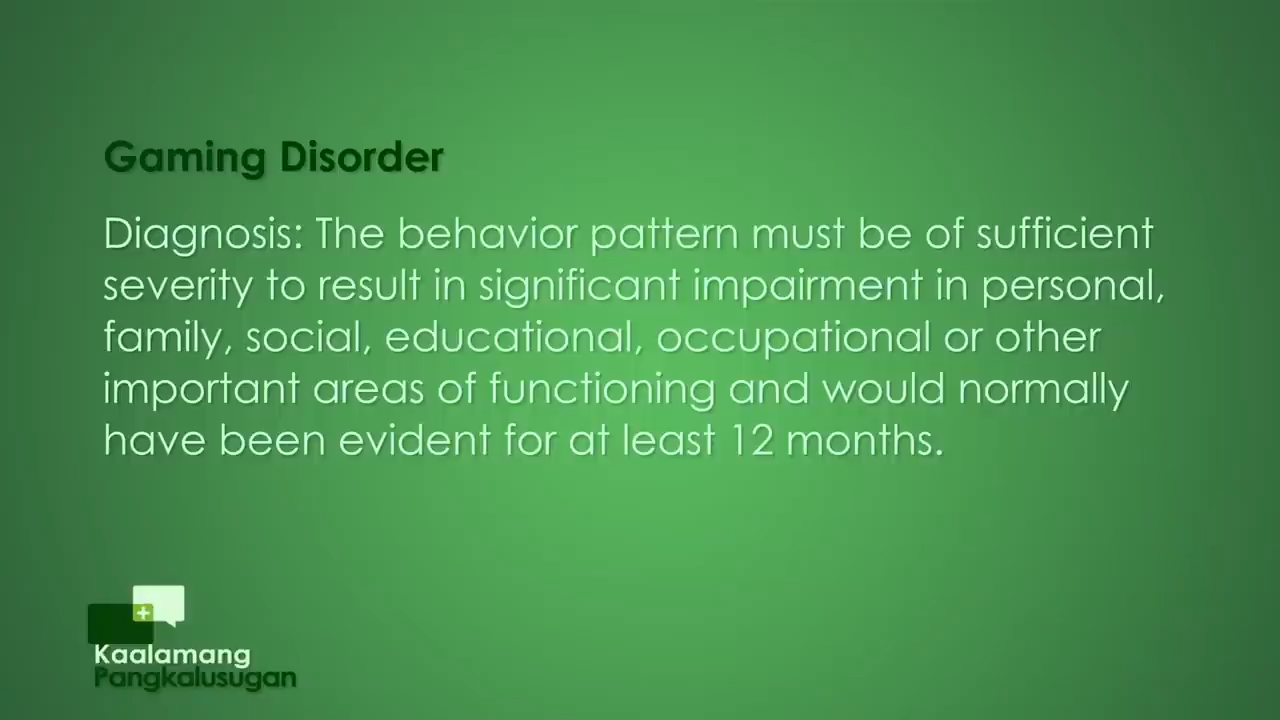 Gaming Disorder
Diagnosis: The behavior pattern must be of sufficient
severity to result in significant impairment in personal,
family, social, educational, occupational or other
important areas of functioning and would normally
have been evident for at least 12 months.
Kaalamang
Pangkalusugan